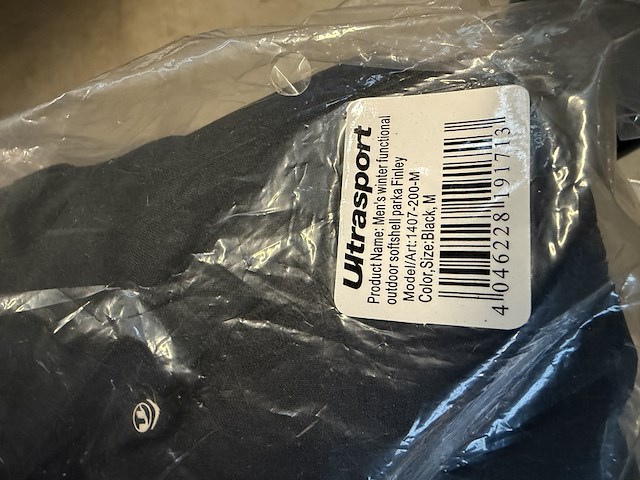 Ultrasport
Product Name: Men's winter functional
outdoor softshell parka Finley
Model/Art:1407-200-M
Color,Size:Black, M
4 046228 191713